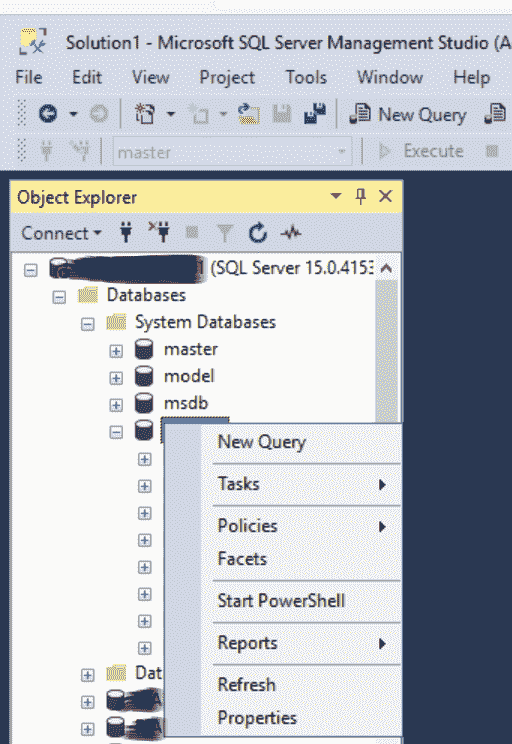 Solution1 - Microsoft SQL Server Management Studio (A
File Edit View Project Tools Window Help
New Query
master Execute
Object Explorer
Connect
(SQL Server 15.0.4153
Databases
System Databases
master
model
msdb
New Query
Tasks
Policies
Facets
Start PowerShell
Reports
Dat
Refresh
Properties